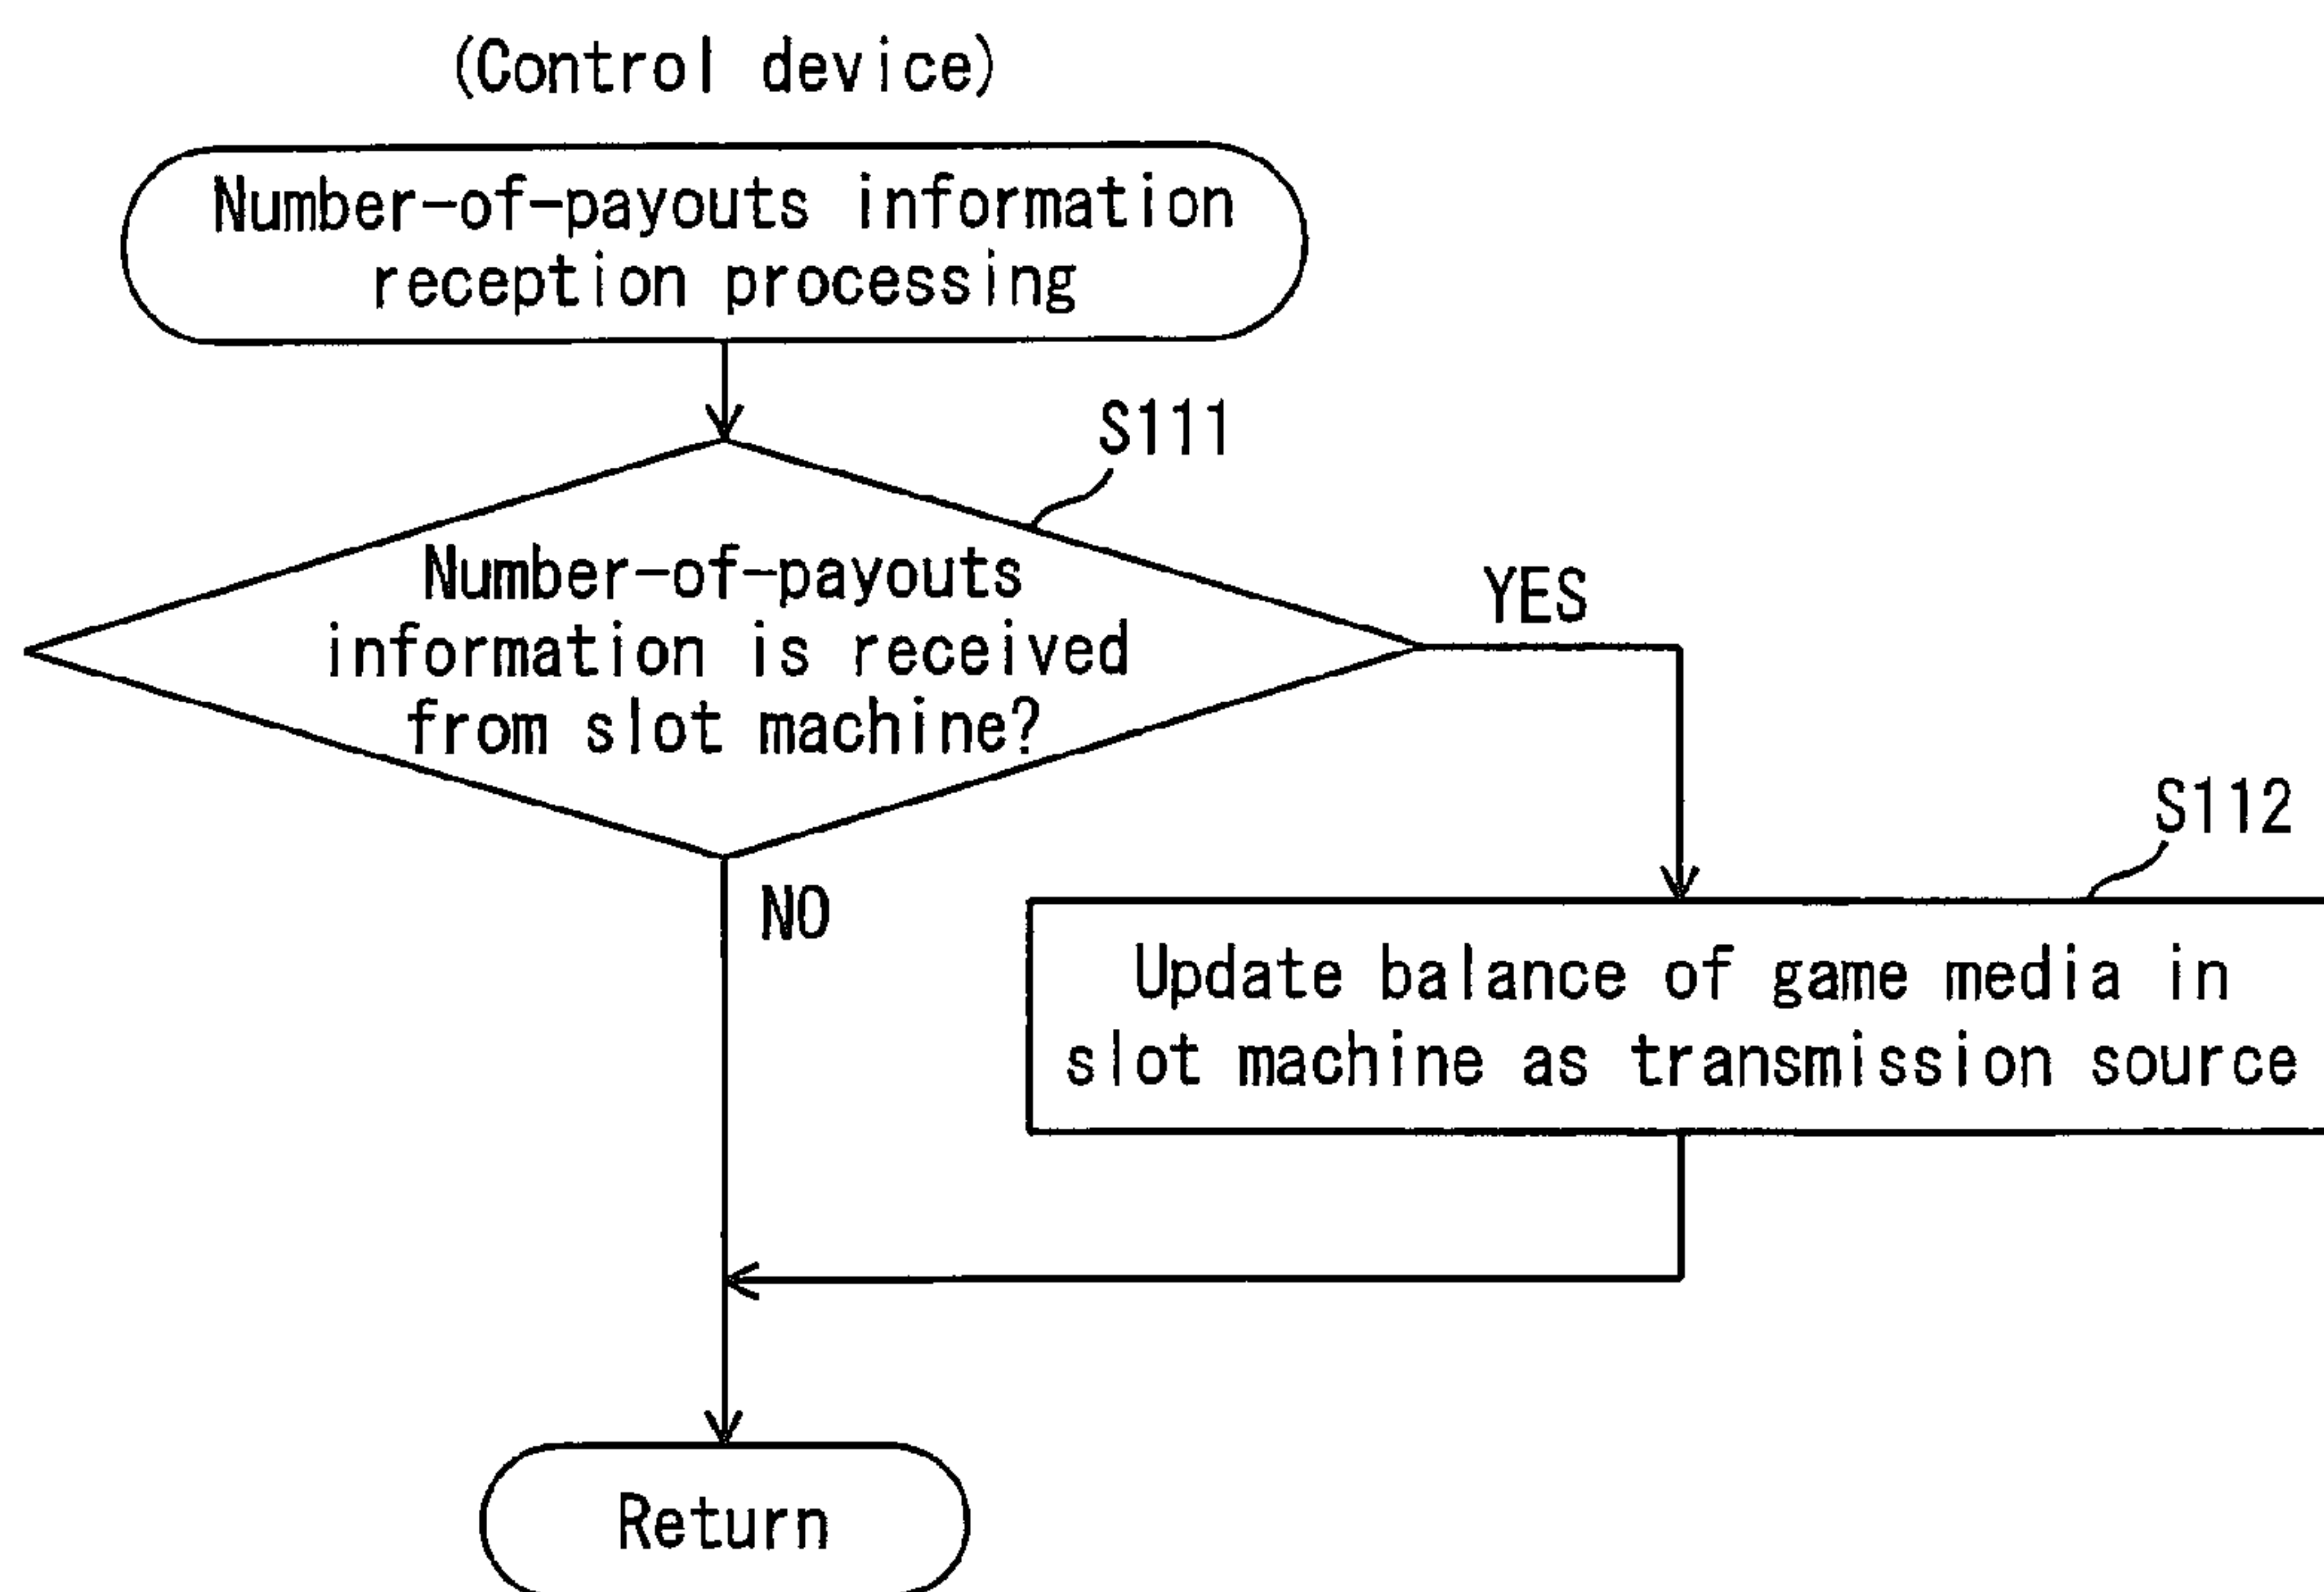 (Control device)
Number-of-payouts information
reception processing
S111
Number-of-payouts
information is received
from slot machine?
YES
S112
NO
Update balance of game media in
slot machine as transmission source
Return